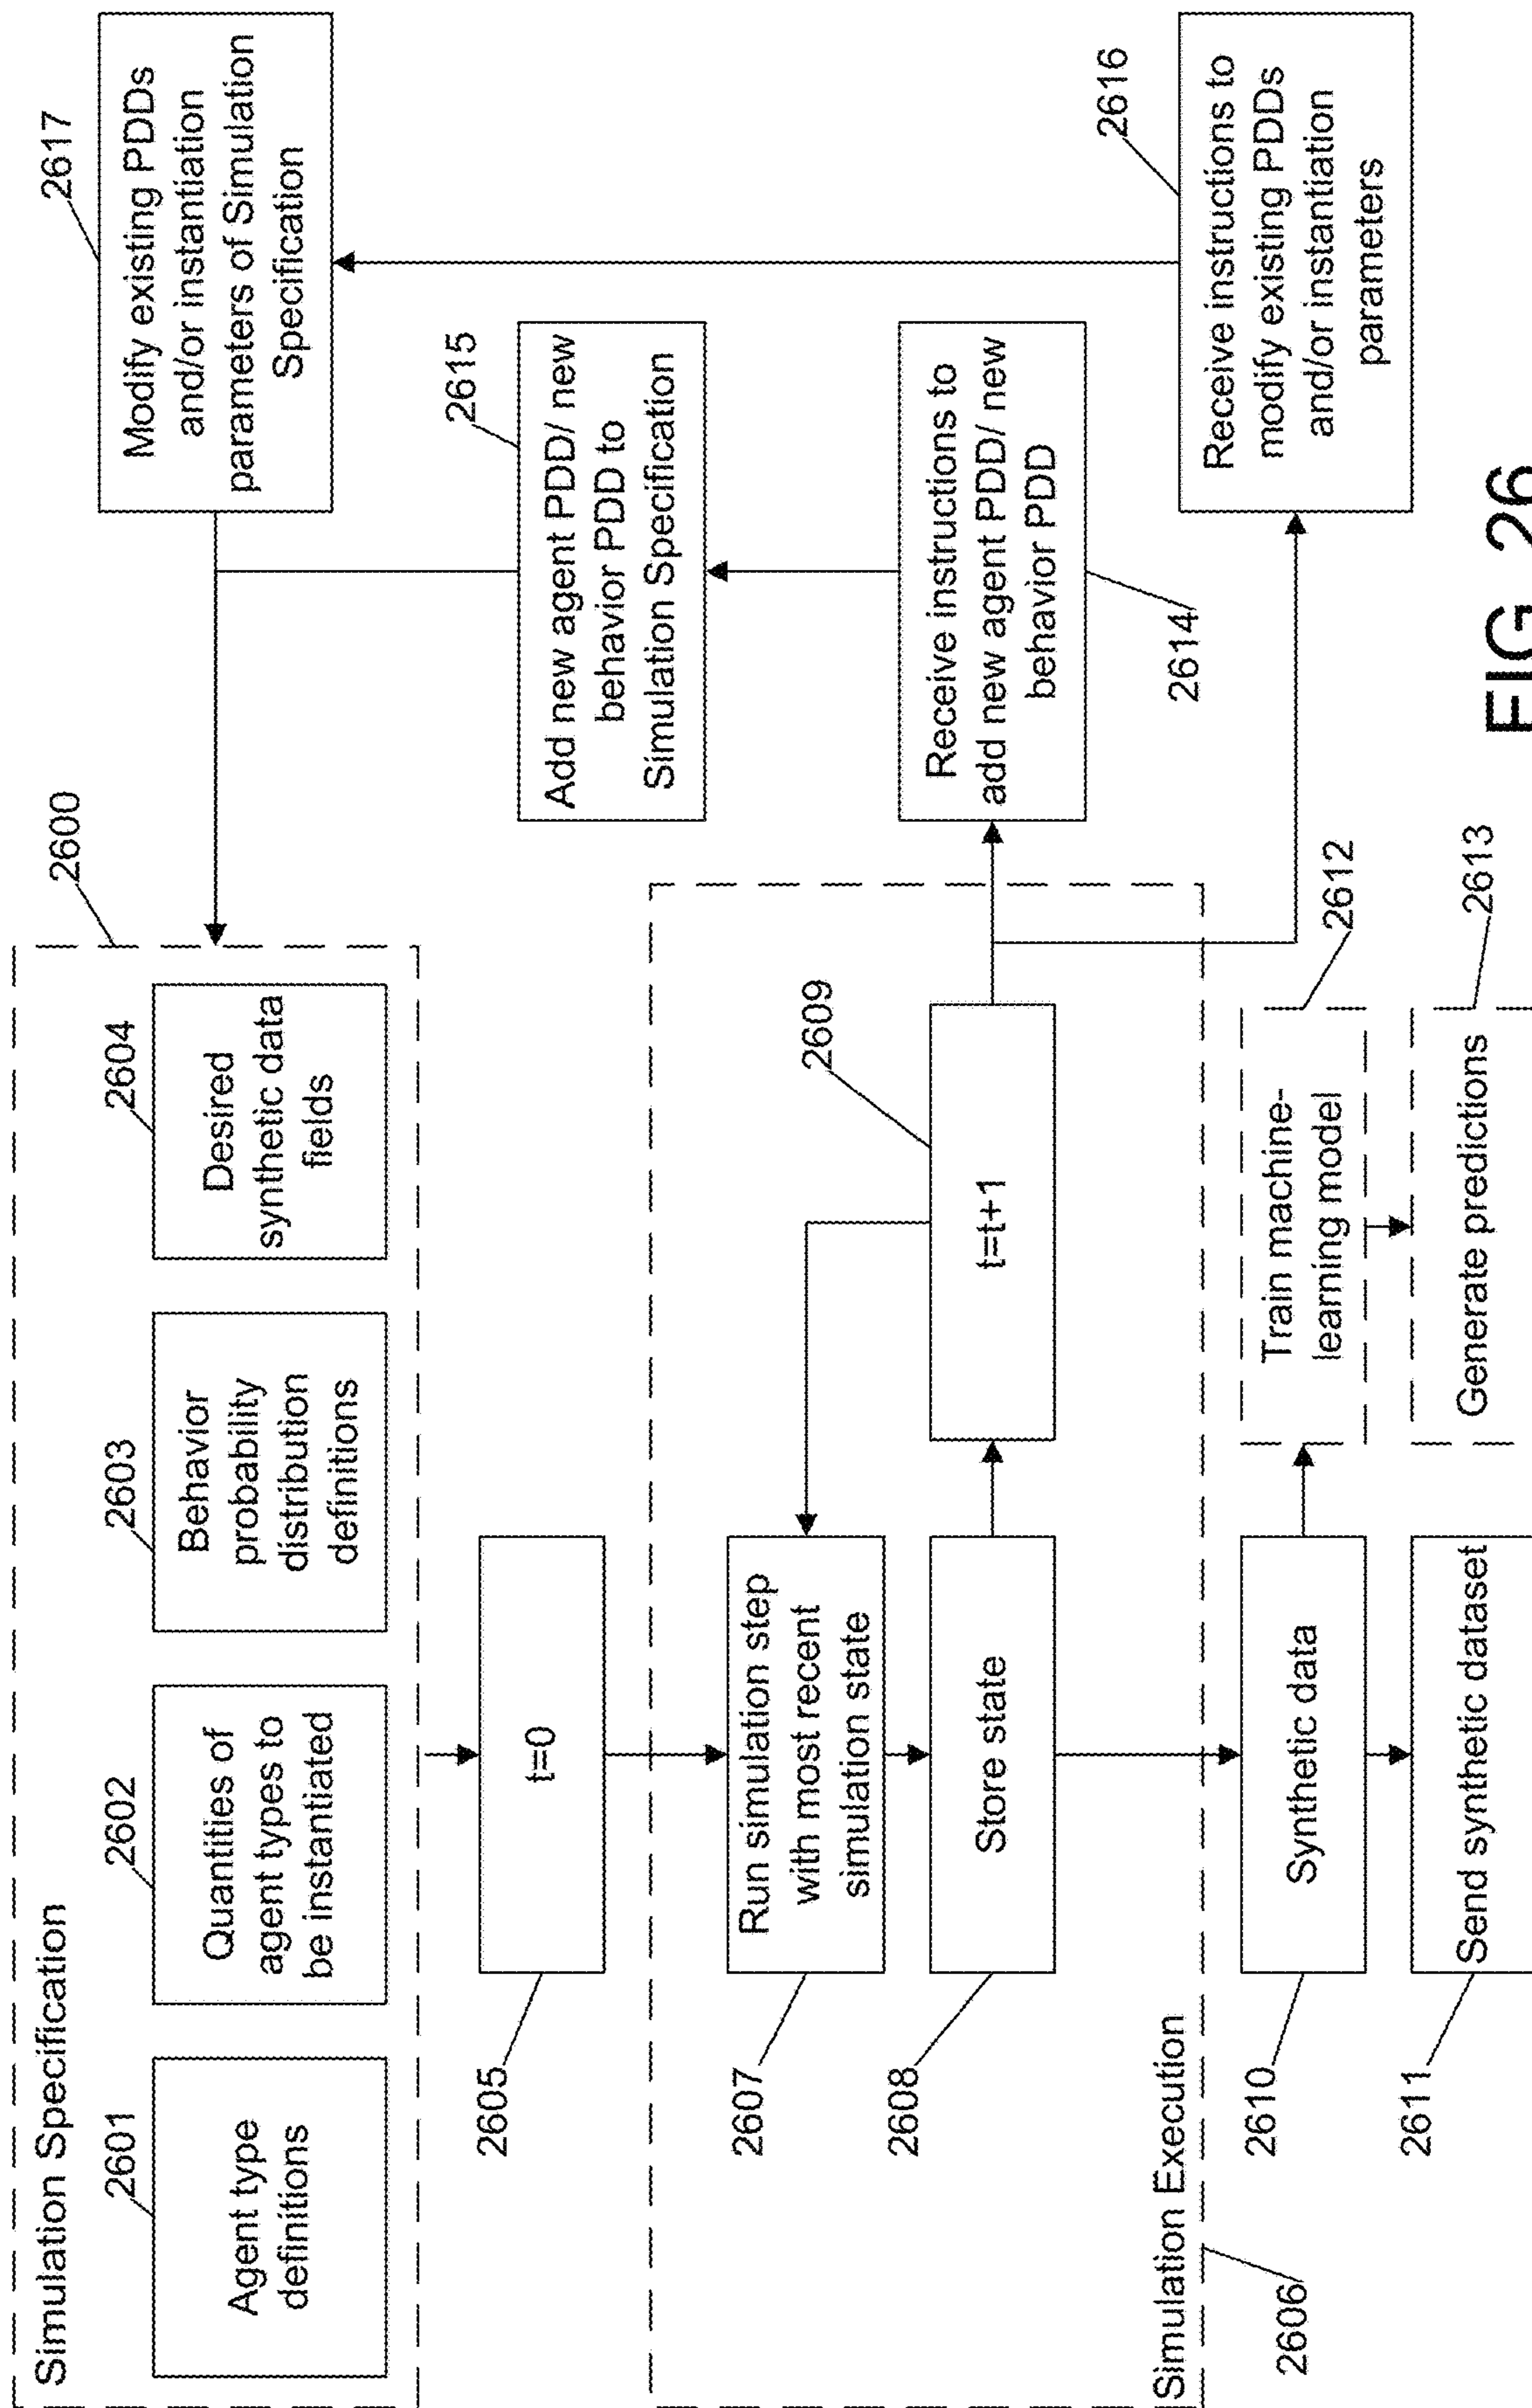 Simulation Specification
2600
2601
Agent type
definitions
2602
Quantities of
agent types to
be instantiated
2603
Behavior
probability
distribution
definitions
2604
Desired
synthetic data
fields
2617
Modify existing PDDs
and/or instantiation
parameters of Simulation
Specification
2605
t=0
2615
Add new agent PDD/ new
behavior PDD to
Simulation Specification
2607
Run simulation step
with most recent
simulation state
2608
Store state
2609
t=t+1
Receive instructions to
add new agent PDD/ new
behavior PDD
2614
2616
Receive instructions to
modify existing PDDs
and/or instantiation
parameters
Simulation Execution
2606
2610
Synthetic data
2612
Train machine-
learning model
2611
Send synthetic dataset
2613
Generate predictions
FIG. 26